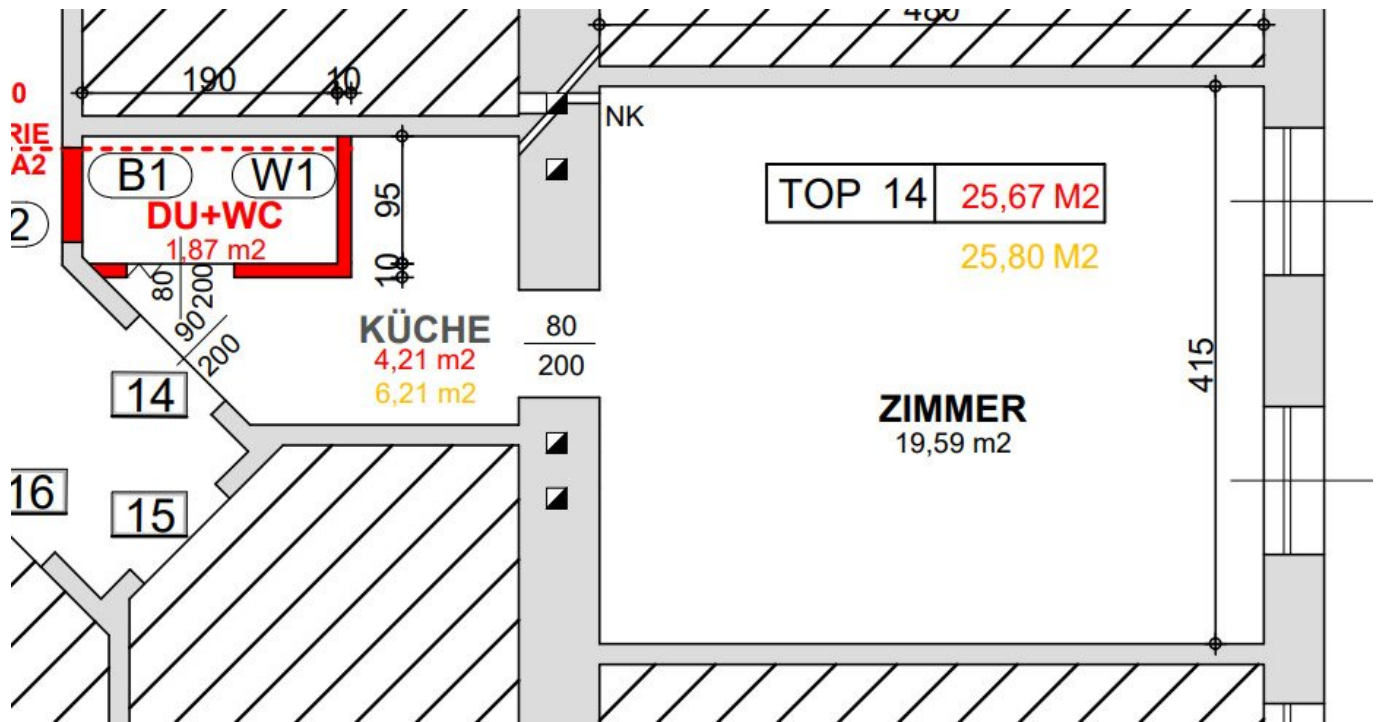 480
190
10
0
RIE
A2
NK
B1
W1
DU+WC
1,87 m2
2
95
10
TOP 14
25,67 M2
25,80 M2
80
200
90
200
KÜCHE
4,21 m2
6,21 m2
80
200
415
14
ZIMMER
19,59 m2
16
15